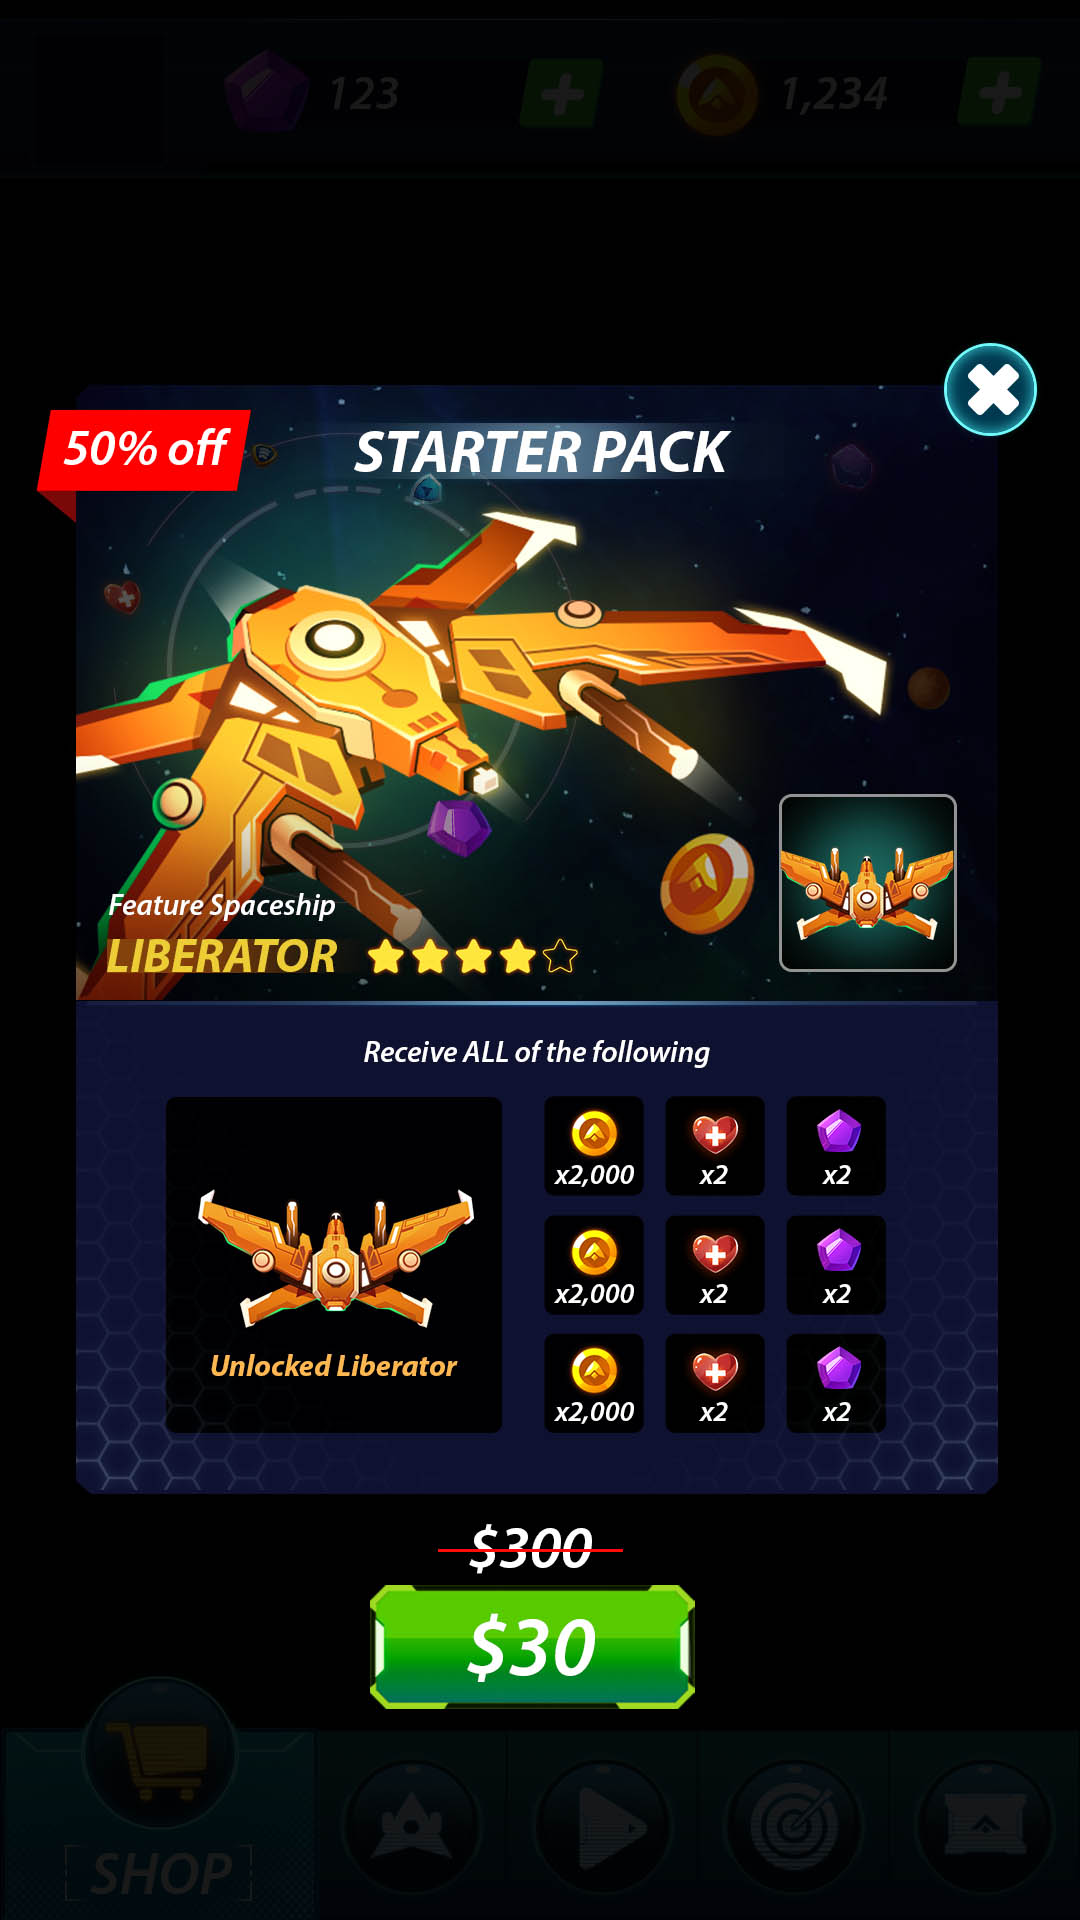 123
1,234
50% off
STARTER PACK
Feature Spaceship
LIBERATOR
Receive ALL of the following
x2,000 x2 x2
x2,000 x2 x2
Unlocked Liberator
x2,000 x2 x2
$300
$30
SHOP